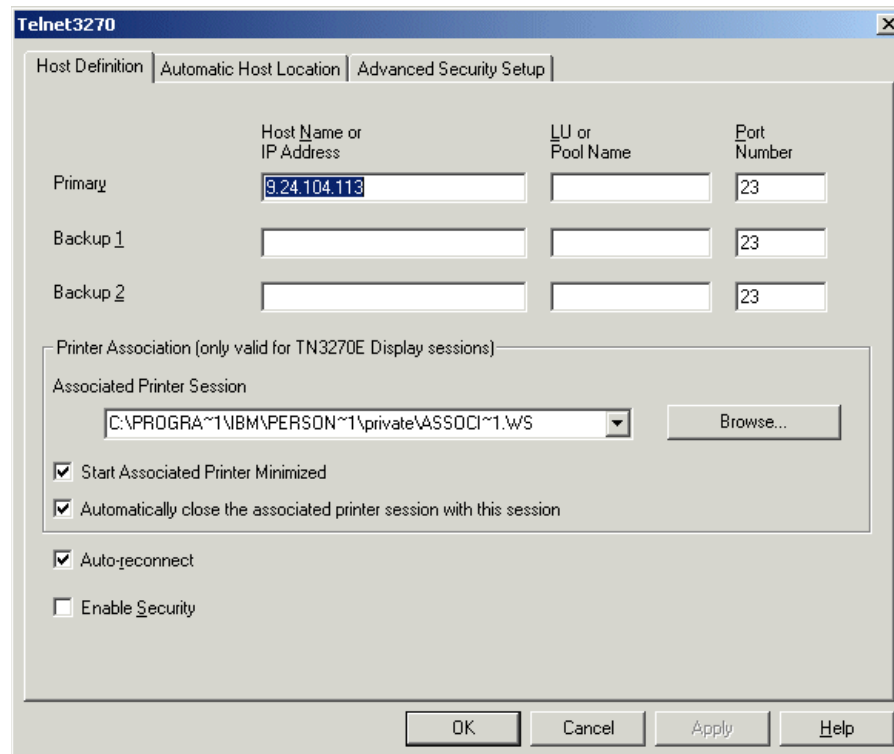 Telnet3270
Host Definition Automatic Host Location Advanced Security Setup
Host Name or IP Address
LU or Pool Name
Port Number
Primary 9.24.104.113 23
Backup 1 23
Backup 2 23
Printer Association (only valid for TN3270E Display sessions)
Associated Printer Session
C:\PROGRA~1\IBM\PERSON~1\private\ASSOCI~1.WS Browse...
Start Associated Printer Minimized
Automatically close the associated printer session with this session
Auto-reconnect
Enable Security
OK Cancel Apply Help